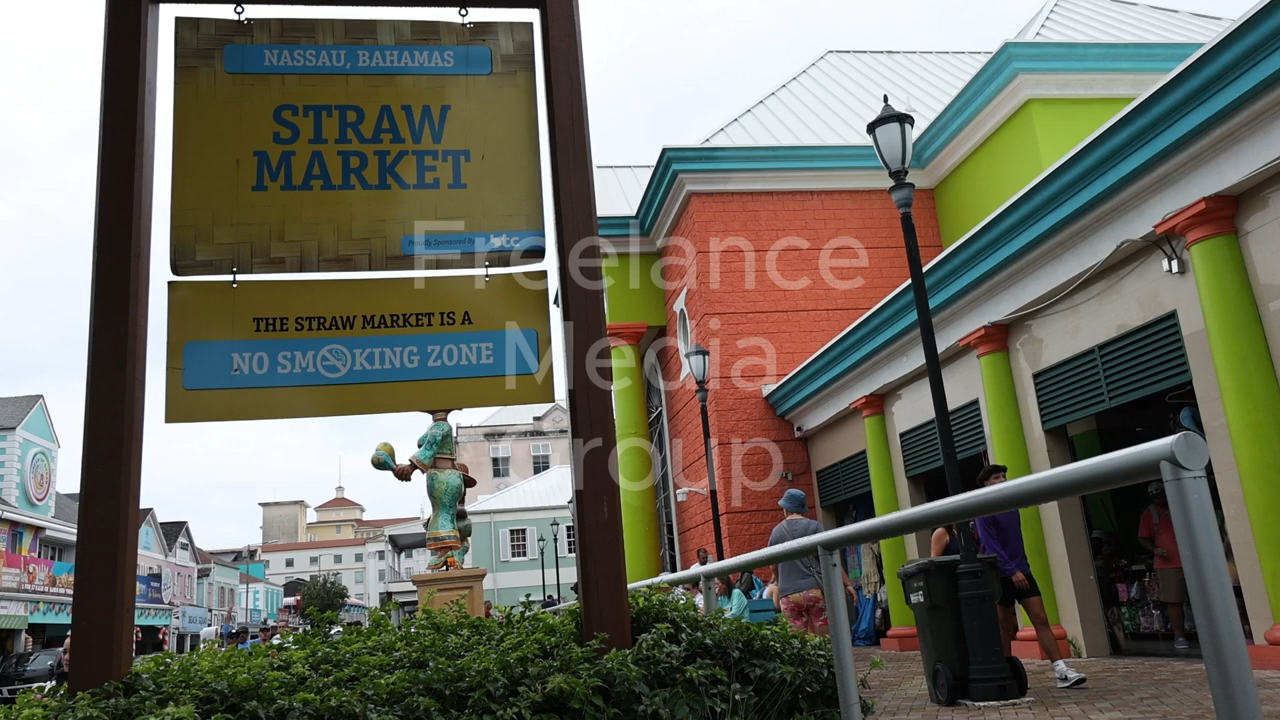 NASSAU, BAHAMAS
STRAW
MARKET
Proudly Sponsored By btc
THE STRAW MARKET IS A
NO SMOKING ZONE
Freelance
Media
Group